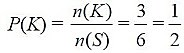 P(K) = n(K)/n(S) = 3/6 = 1/2